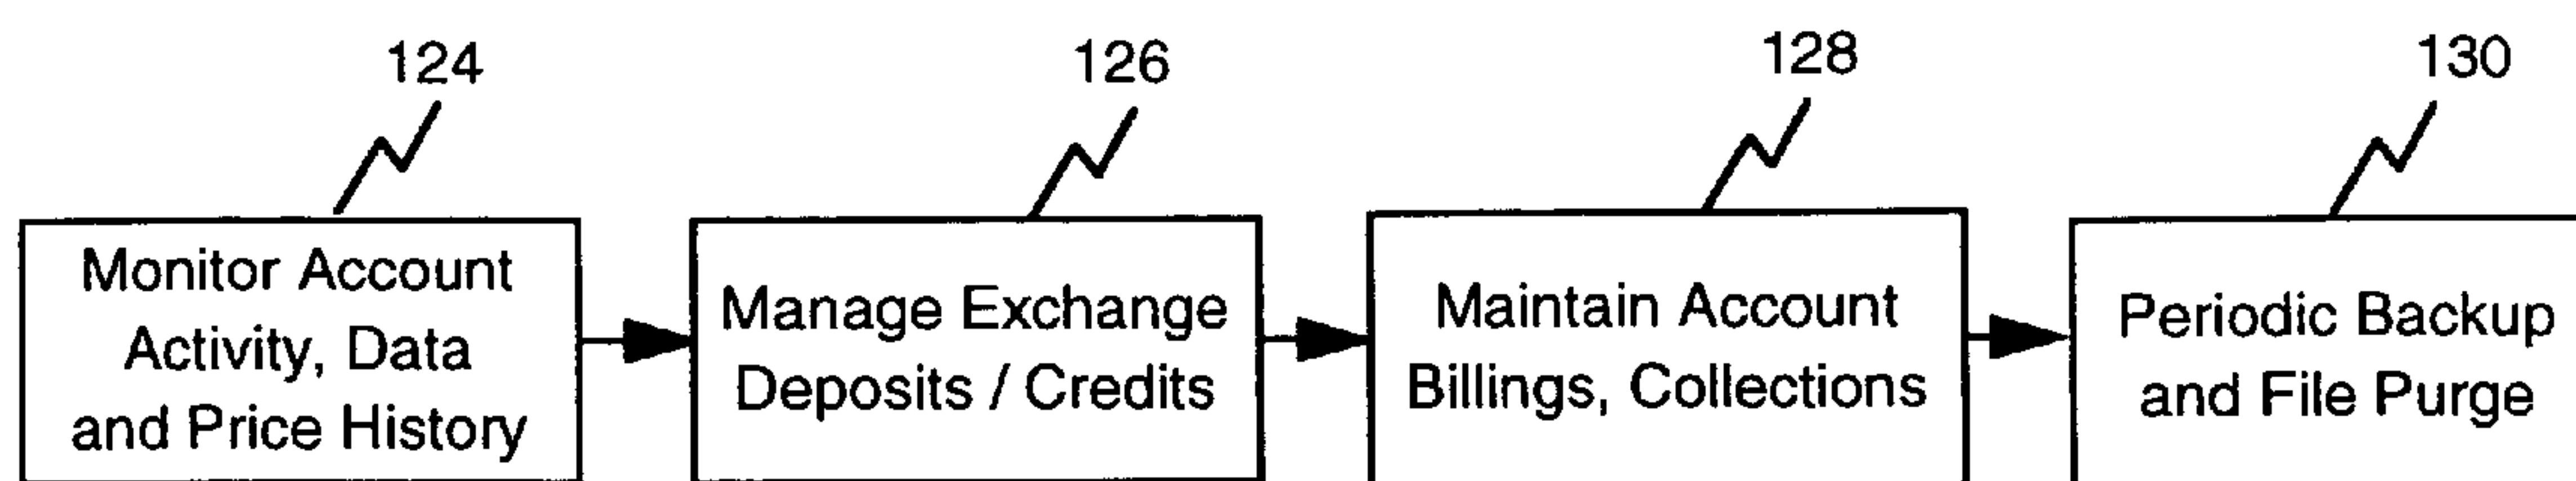 124
126
128
130
Monitor Account
Activity, Data
and Price History
Manage Exchange
Deposits / Credits
Maintain Account
Billings, Collections
Periodic Backup
and File Purge